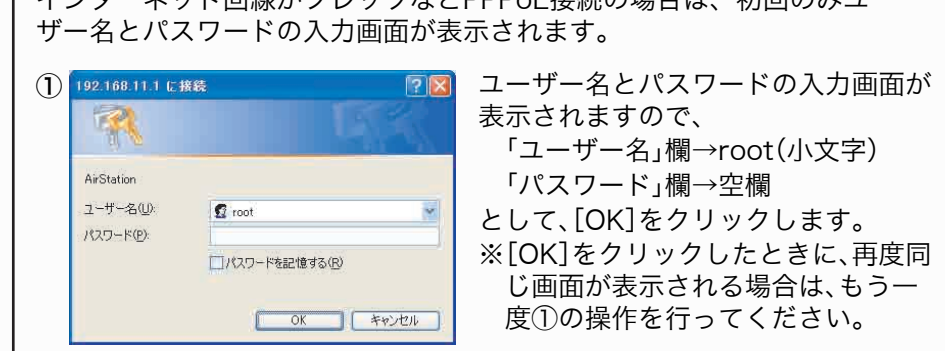 インターネット回線がフレッツなどPPPoE接続の場合は、初回のみユー
ザー名とパスワードの入力画面が表示されます。
①
192.168.11.1 に接続
AirStation
ユーザー名(U):
root
パスワード(P):
パスワードを記憶する(R)
OK
キャンセル
ユーザー名とパスワードの入力画面が
表示されますので、
「ユーザー名」欄→root(小文字)
「パスワード」欄→空欄
として、[OK]をクリックします。
※[OK]をクリックしたときに、再度同
じ画面が表示される場合は、もう一
度①の操作を行ってください。